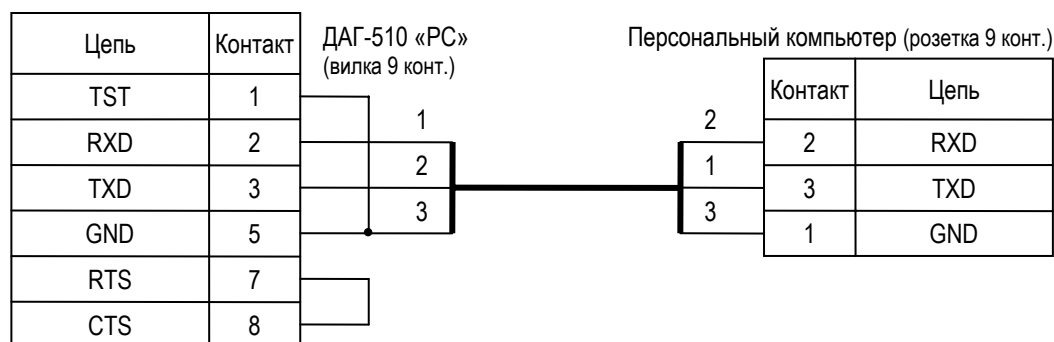 Цепь Контакт
ДАГ-510 «РС»
(вилка 9 конт.)
TST 1
RXD 2
TXD 3
GND 5
RTS 7
CTS 8
1
2
3
Персональный компьютер (розетка 9 конт.)
Контакт Цепь
2
1
3
2 RXD
3 TXD
1 GND